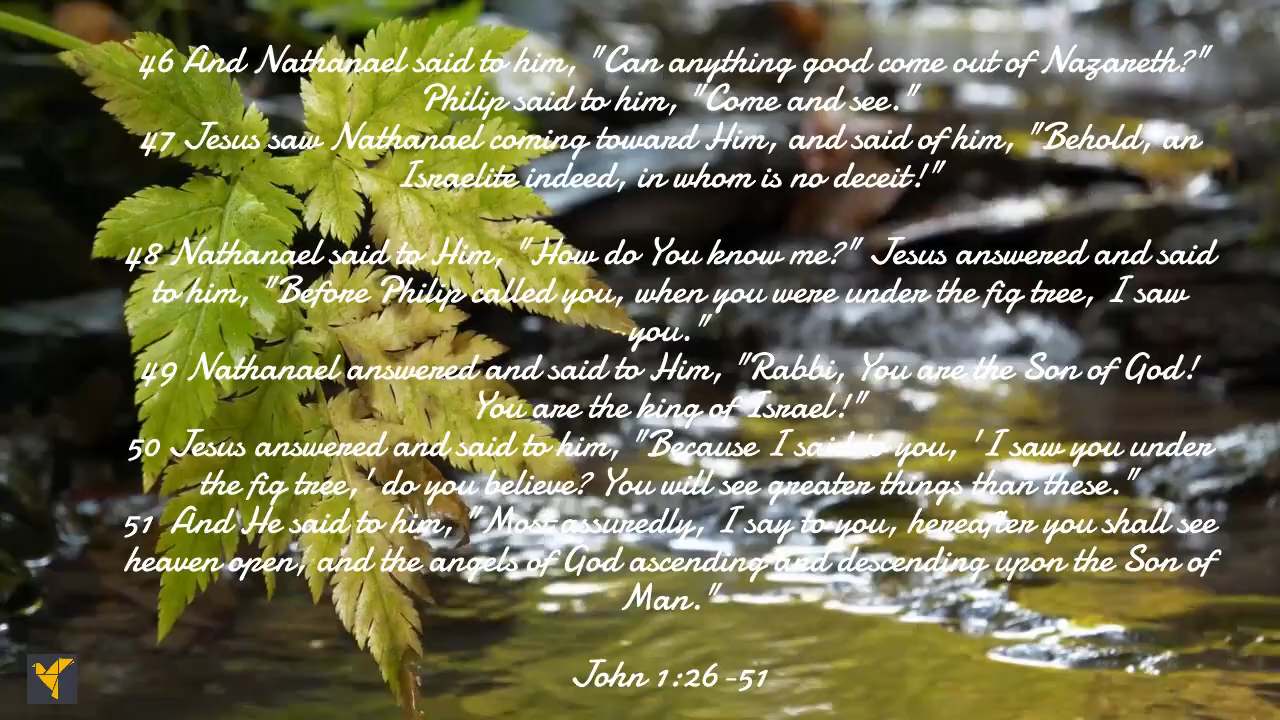 46 And Nathanael said to him, "Can anything good come out of Nazareth?"
Philip said to him, "Come and see."
47 Jesus saw Nathanael coming toward Him, and said of him, "Behold, an
Israelite indeed, in whom is no deceit!"
48 Nathanael said to Him, "How do You know me?" Jesus answered and said
to him, "Before Philip called you, when you were under the fig tree, I saw
you."
49 Nathanael answered and said to Him, "Rabbi, You are the Son of God!
You are the king of Israel!"
50 Jesus answered and said to him, "Because I said to you, 'I saw you under
the fig tree,' do you believe? You will see greater things than these."
51 And He said to him, "Most assuredly, I say to you, hereafter you shall see
heaven open, and the angels of God ascending and descending upon the Son of
Man."
John 1:26-51